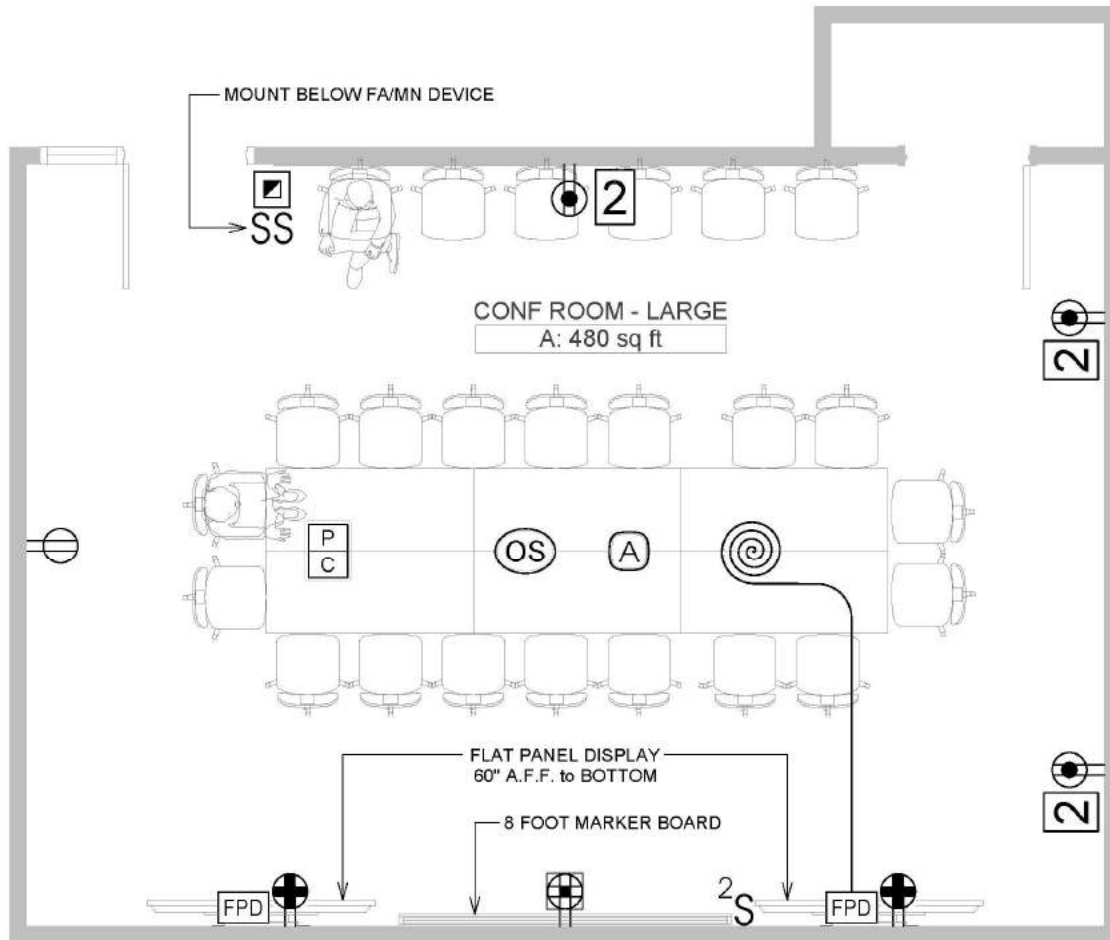 MOUNT BELOW FA/MN DEVICE
2
SS
CONF ROOM - LARGE
A: 480 sq ft
2
P
C
OS
A
FLAT PANEL DISPLAY
60" A.F.F. to BOTTOM
2
8 FOOT MARKER BOARD
2S
FPD
FPD